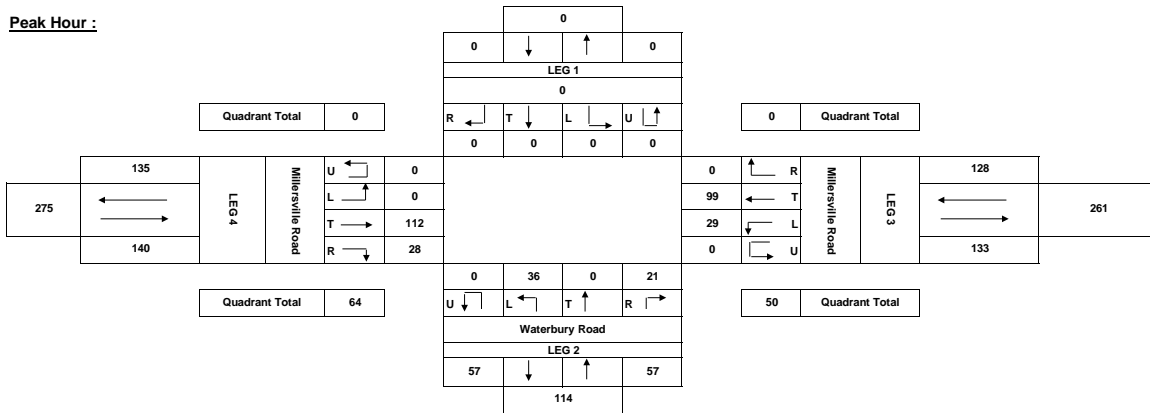 Peak Hour :
0
0 0
LEG 1
0
Quadrant Total 0
R T L U
0 Quadrant Total
0 0 0 0
135
U 0
0 R
128
275
LEG 4
Millersville Road
L 0
99 T
Millersville Road
LEG 3
261
T 112
29 L
140
R 28
0 U
133
0 36 0 21
Quadrant Total 64
U L T R
50 Quadrant Total
Waterbury Road
LEG 2
57 57
114